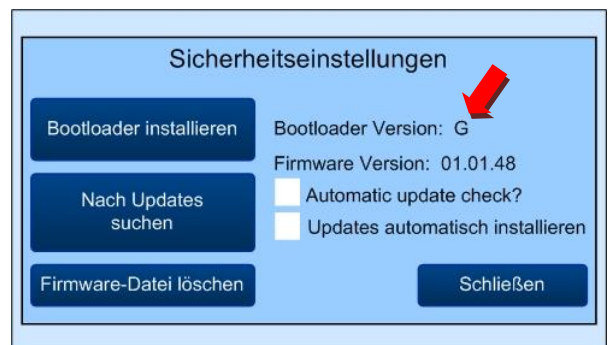 Sicherheitseinstellungen
Bootloader installieren
Bootloader Version: G
Firmware Version: 01.01.48
Nach Updates
suchen
Automatic update check?
Updates automatisch installieren
Firmware-Datei löschen
Schließen